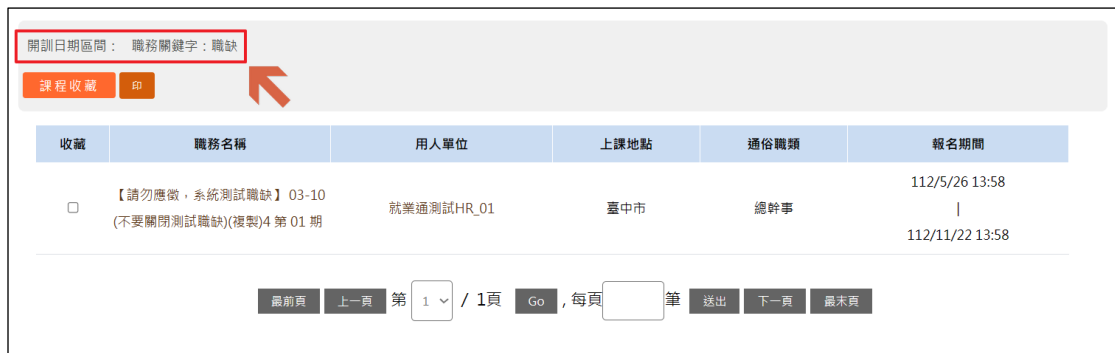 開訓日期區間： 職務關鍵字：職缺
課程收藏 印
收藏 職務名稱 用人單位 上課地點 通俗職類 報名期間
【請勿應徵，系統測試職缺】03-10
(不要關閉測試職缺)(複製)4 第 01 期
就業通測試HR_01
臺中市
總幹事
112/5/26 13:58
|
112/11/22 13:58
最前頁 上一頁 第 1 / 1頁 Go , 每頁 筆 送出 下一頁 最末頁